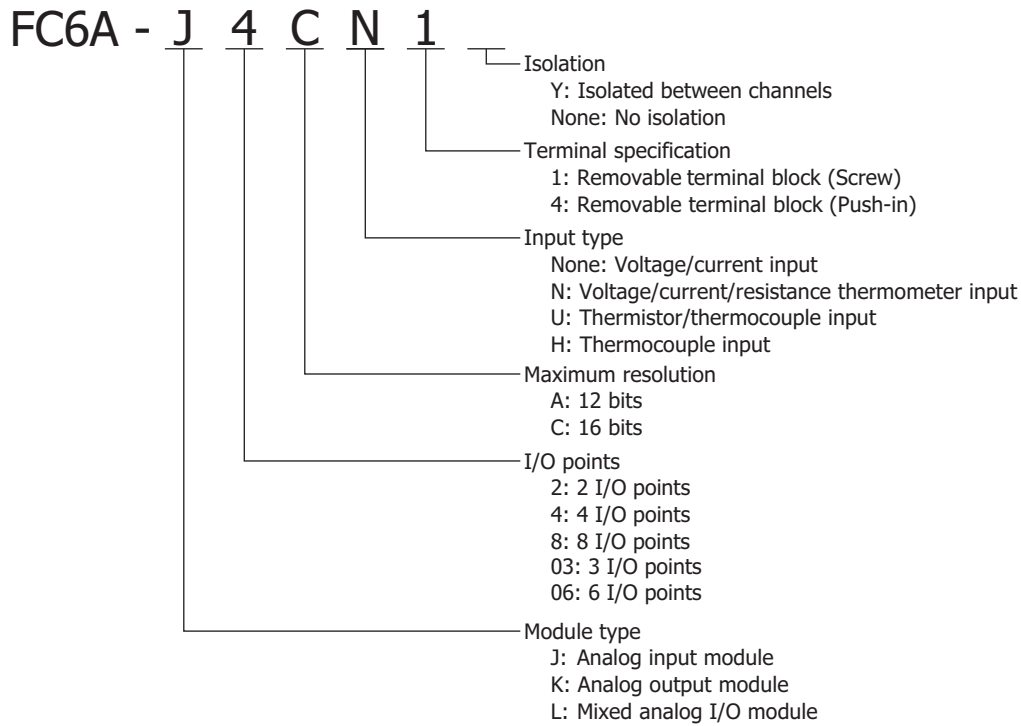 FC6A - J 4 C N 1
Isolation
Y: Isolated between channels
None: No isolation
Terminal specification
1: Removable terminal block (Screw)
4: Removable terminal block (Push-in)
Input type
None: Voltage/current input
N: Voltage/current/resistance thermometer input
U: Thermistor/thermocouple input
H: Thermocouple input
Maximum resolution
A: 12 bits
C: 16 bits
I/O points
2: 2 I/O points
4: 4 I/O points
8: 8 I/O points
03: 3 I/O points
06: 6 I/O points
Module type
J: Analog input module
K: Analog output module
L: Mixed analog I/O module